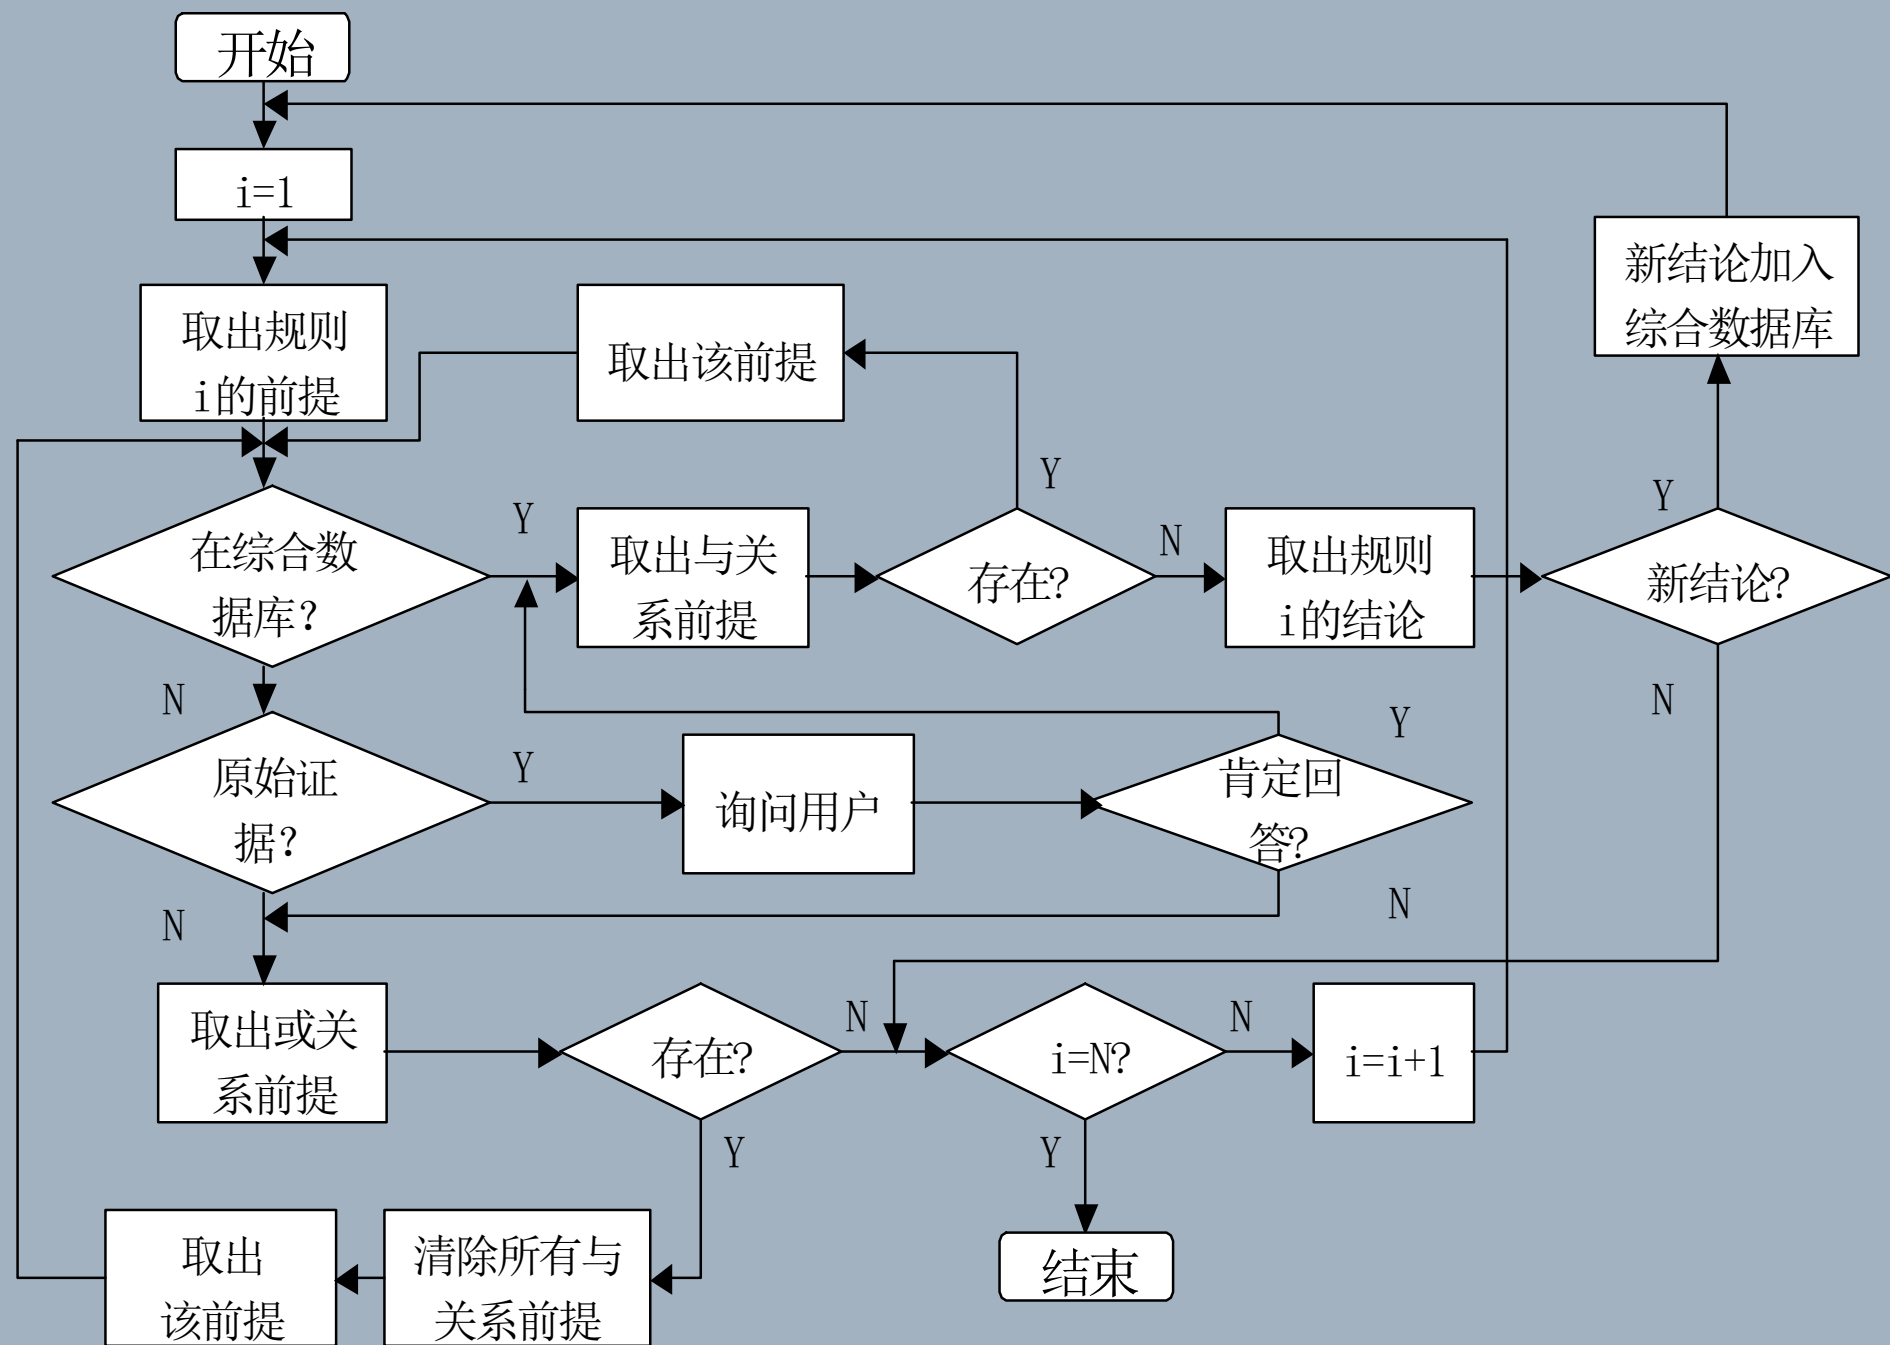 开始
i=1
取出规则
i的前提
取出该前提
新结论加入
综合数据库
在综合数
据库？
Y
取出与关
系前提
存在?
Y
N
取出规则
i的结论
新结论?
Y
N
N
原始证
据？
Y
询问用户
肯定回
答?
Y
N
N
取出或关
系前提
存在?
N
Y
i=N?
N
Y
i=i+1
取出
该前提
清除所有与
关系前提
结束